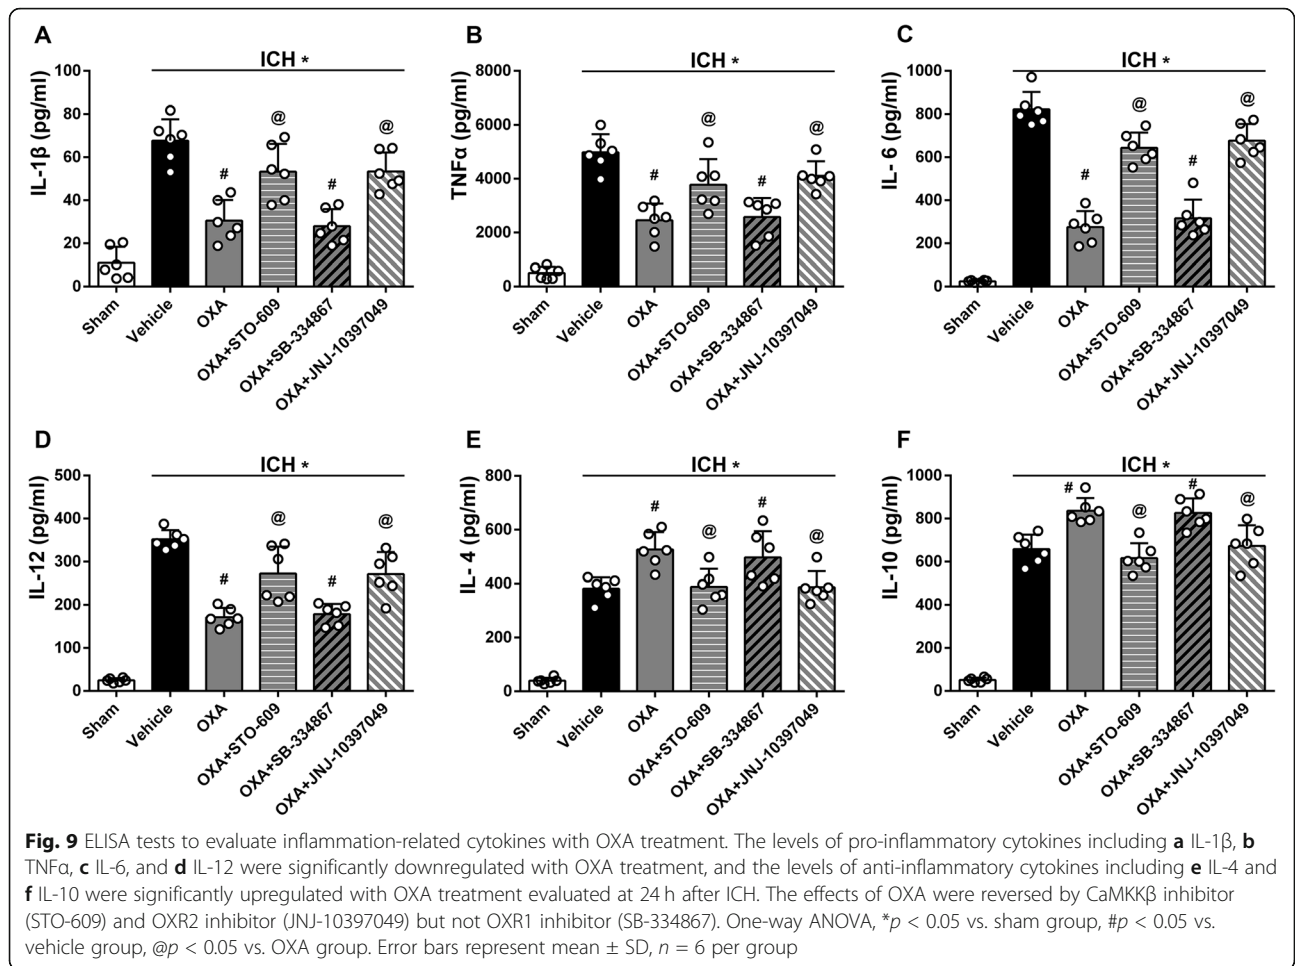 A
ICH *
IL-1β (pg/ml)
100
80
60
40
20
0
#
@
#
@
Sham
Vehicle
OXA
OXA+STO-609
OXA+SB-334867
OXA+JNJ-10397049
B
ICH *
TNFα (pg/ml)
8000
6000
4000
2000
0
#
@
#
@
Sham
Vehicle
OXA
OXA+STO-609
OXA+SB-334867
OXA+JNJ-10397049
C
ICH *
IL- 6 (pg/ml)
1000
800
600
400
200
0
#
@
#
@
Sham
Vehicle
OXA
OXA+STO-609
OXA+SB-334867
OXA+JNJ-10397049
D
ICH *
IL-12 (pg/ml)
500
400
300
200
100
0
#
@
#
@
Sham
Vehicle
OXA
OXA+STO-609
OXA+SB-334867
OXA+JNJ-10397049
E
ICH *
IL- 4 (pg/ml)
800
600
400
200
0
#
@
#
@
Sham
Vehicle
OXA
OXA+STO-609
OXA+SB-334867
OXA+JNJ-10397049
F
ICH *
IL-10 (pg/ml)
1000
800
600
400
200
0
#
@
#
@
Sham
Vehicle
OXA
OXA+STO-609
OXA+SB-334867
OXA+JNJ-10397049
Fig. 9 ELISA tests to evaluate inflammation-related cytokines with OXA treatment. The levels of pro-inflammatory cytokines including a IL-1β, b
TNFα, c IL-6, and d IL-12 were significantly downregulated with OXA treatment, and the levels of anti-inflammatory cytokines including e IL-4 and
f IL-10 were significantly upregulated with OXA treatment evaluated at 24 h after ICH. The effects of OXA were reversed by CaMKKβ inhibitor
(STO-609) and OXR2 inhibitor (JNJ-10397049) but not OXR1 inhibitor (SB-334867). One-way ANOVA, *p < 0.05 vs. sham group, #p < 0.05 vs.
vehicle group, @p < 0.05 vs. OXA group. Error bars represent mean ± SD, n = 6 per group